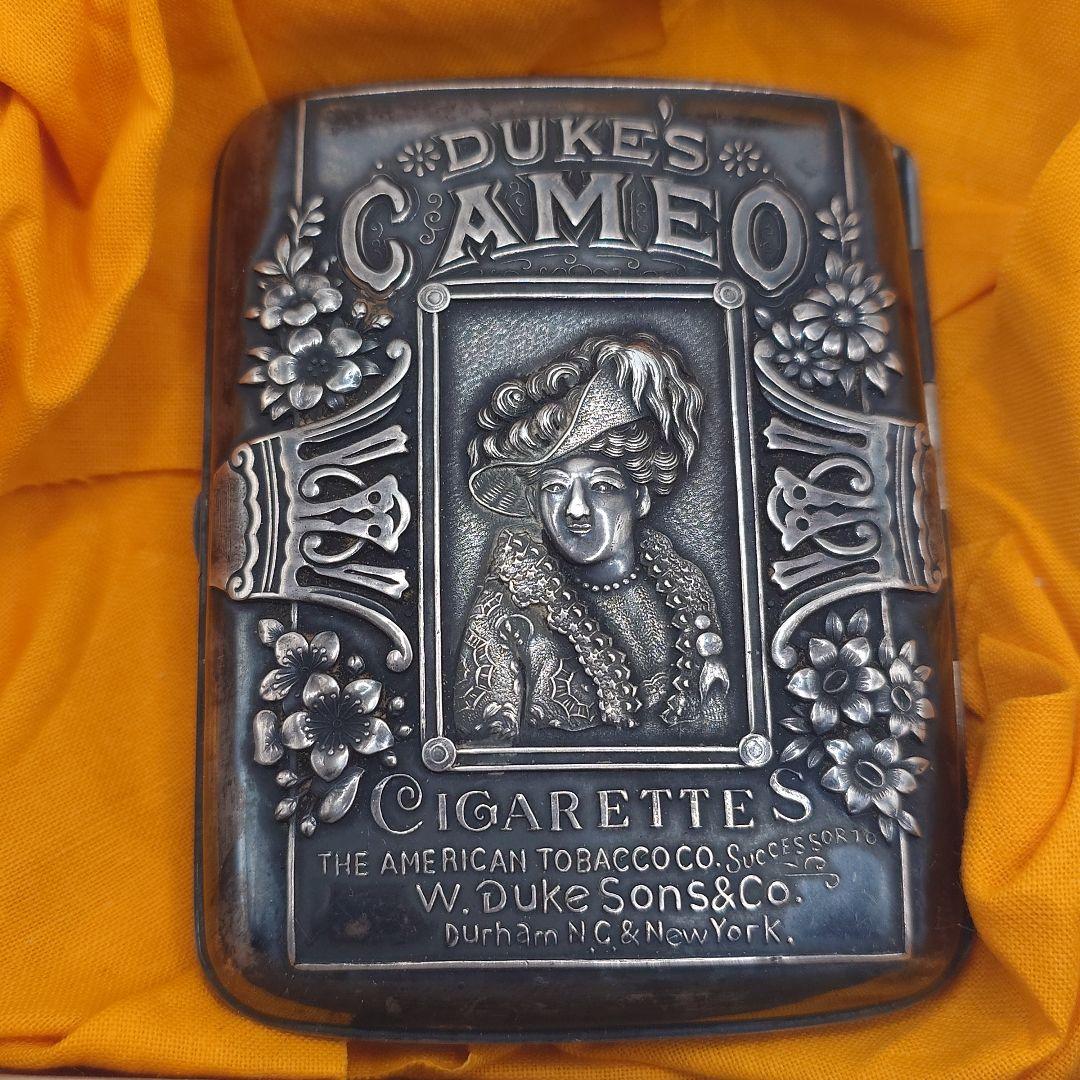 DUKE'S
CAMEO
CIGARETTES
THE AMERICAN TOBACCO CO. SUCCESSOR TO
W. Duke Sons & Co.
Durham N.C. & New York.